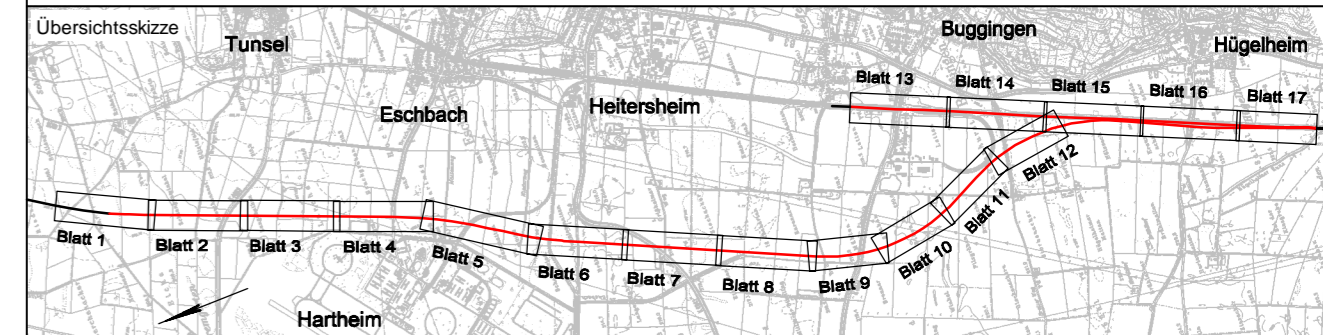 Übersichtsskizze
Tunsel
Buggingen
Hügelheim
Eschbach
Heitersheim
Blatt 13
Blatt 14
Blatt 15
Blatt 16
Blatt 17
Blatt 1
Blatt 2
Blatt 3
Blatt 4
Blatt 5
Blatt 6
Blatt 7
Blatt 8
Blatt 9
Blatt 10
Blatt 11
Blatt 12
Hartheim